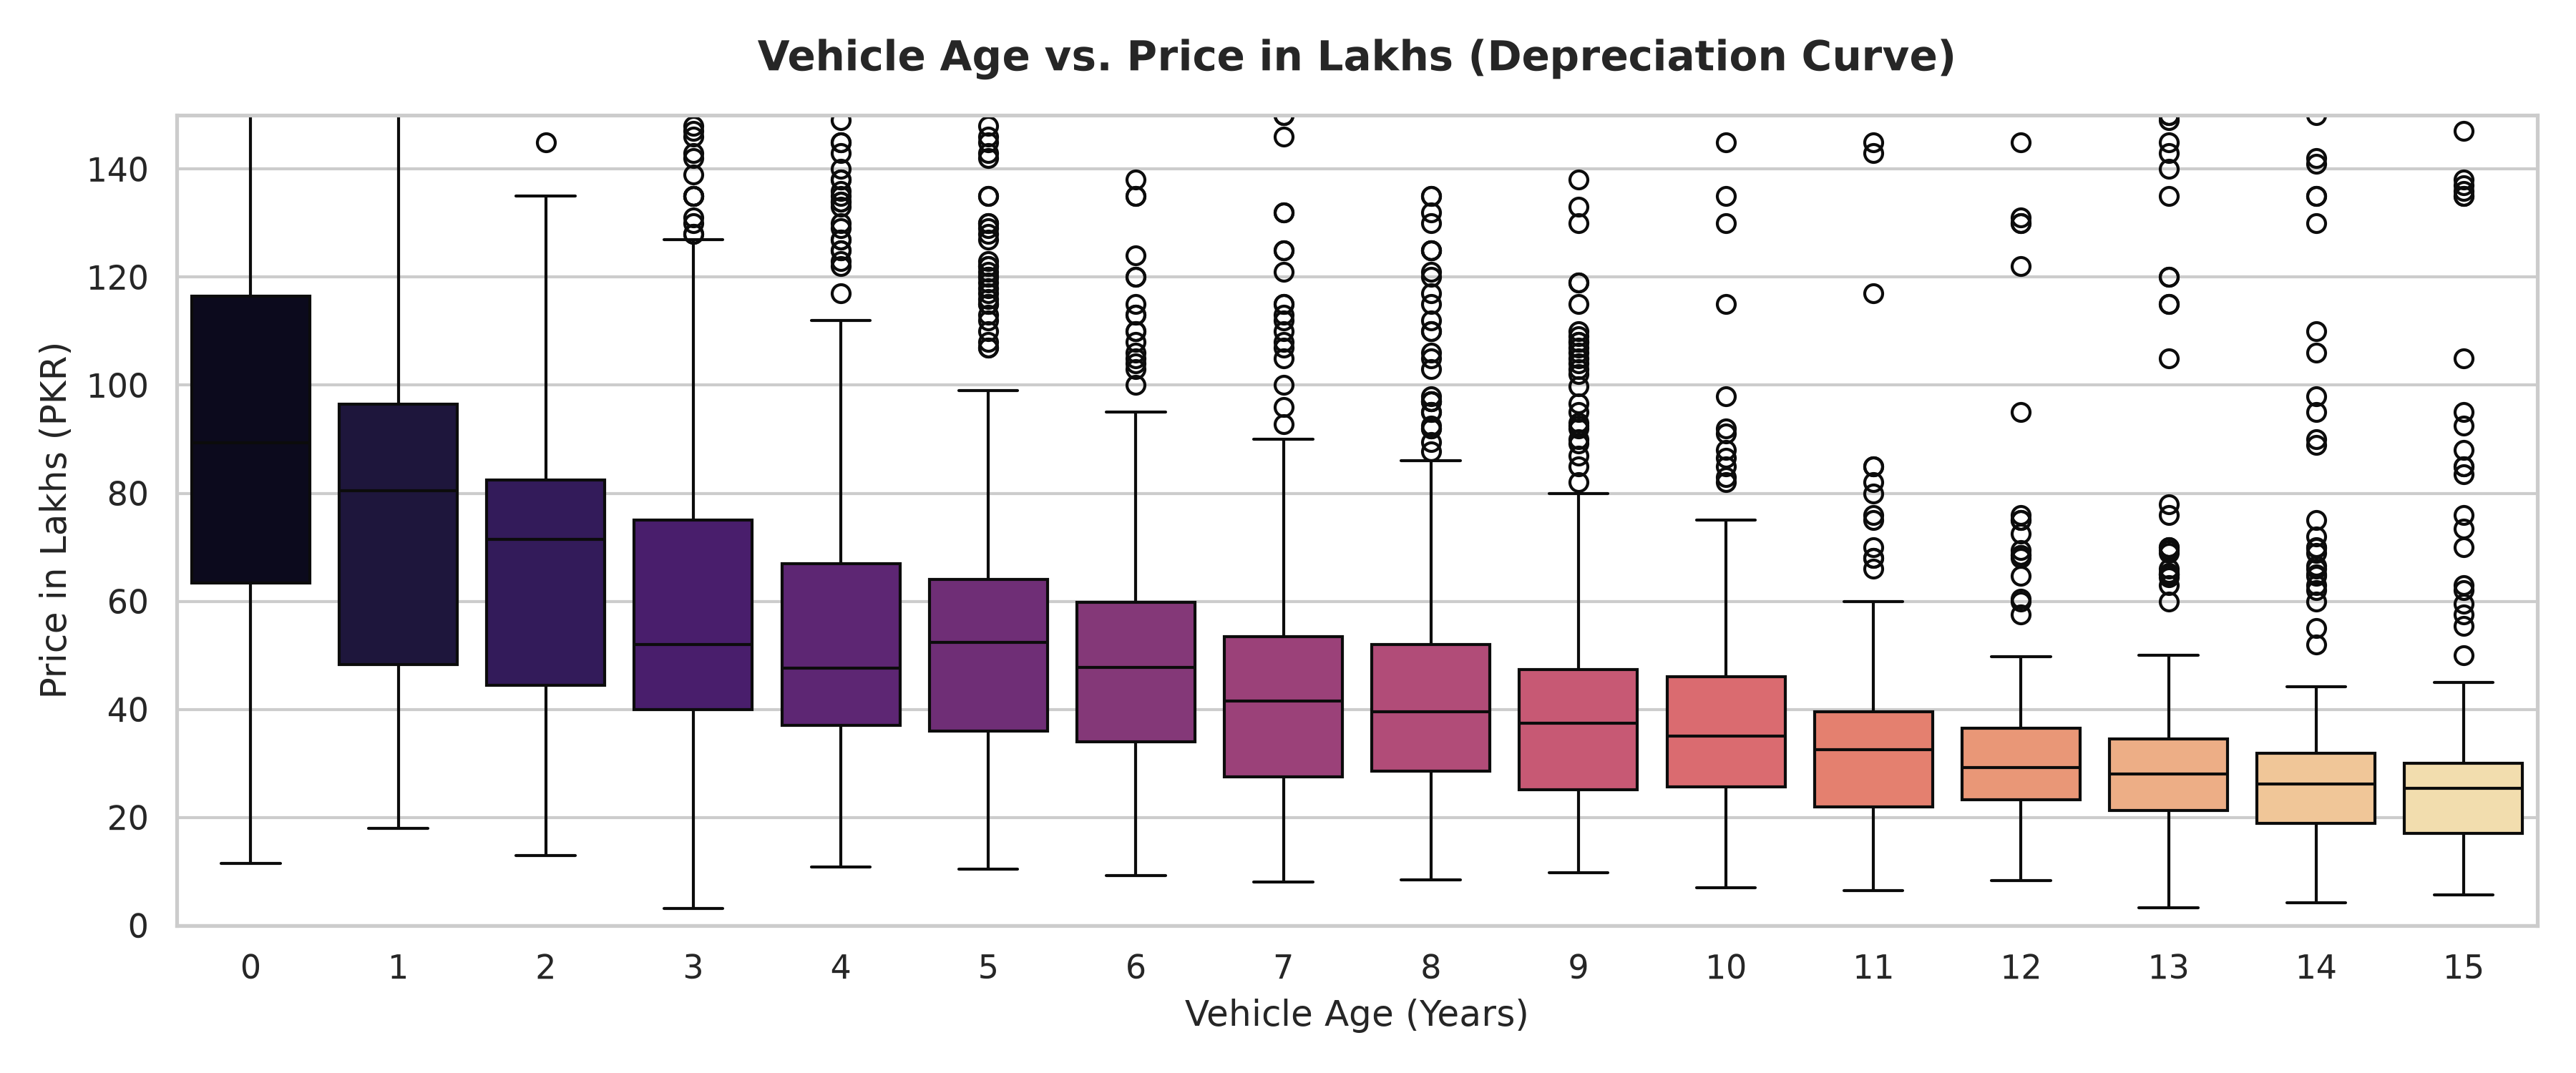 Vehicle Age vs. Price in Lakhs (Depreciation Curve)
Price in Lakhs (PKR)
140
120
100
80
60
40
20
0
0 1 2 3 4 5 6 7 8 9 10 11 12 13 14 15
Vehicle Age (Years)